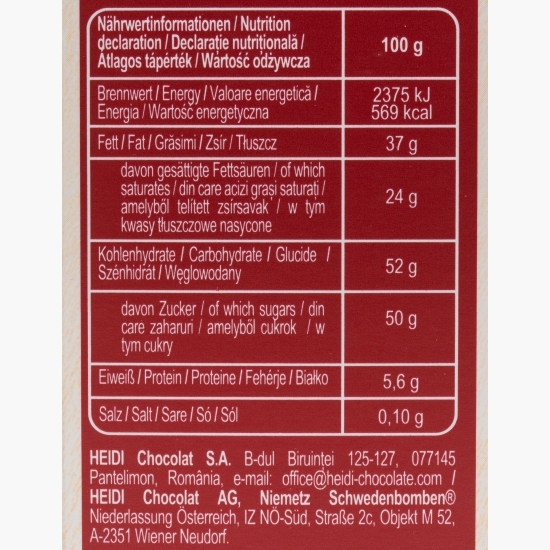 Nährwertinformationen / Nutrition
declaration / Declarație nutrițională /
Átlagos tápérték / Wartość odżywcza
100 g
Brennwert / Energy / Valoare energetică /
Energia / Wartość energetyczna
2375 kJ
569 kcal
Fett / Fat / Grăsimi / Zsír / Tłuszcz
37 g
davon gesättigte Fettsäuren / of which
saturates / din care acizi grași saturați /
amelyből telített zsírsavak / w tym
kwasy tłuszczowe nasycone
24 g
Kohlenhydrate / Carbohydrate / Glucide /
Szénhidrát / Węglowodany
52 g
davon Zucker / of which sugars / din
care zaharuri / amelyből cukrok / w
tym cukry
50 g
Eiweiß / Protein / Proteine / Fehérje / Białko
5,6 g
Salz / Salt / Sare / Só / Sól
0,10 g
HEIDI Chocolat S.A. B-dul Biruinței 125-127, 077145
Pantelimon, România, e-mail: office@heidi-chocolate.com /
HEIDI Chocolat AG, Niemetz Schwedenbomben®
Niederlassung Österreich, IZ NÖ-Süd, Straße 2c, Objekt M 52,
A-2351 Wiener Neudorf.